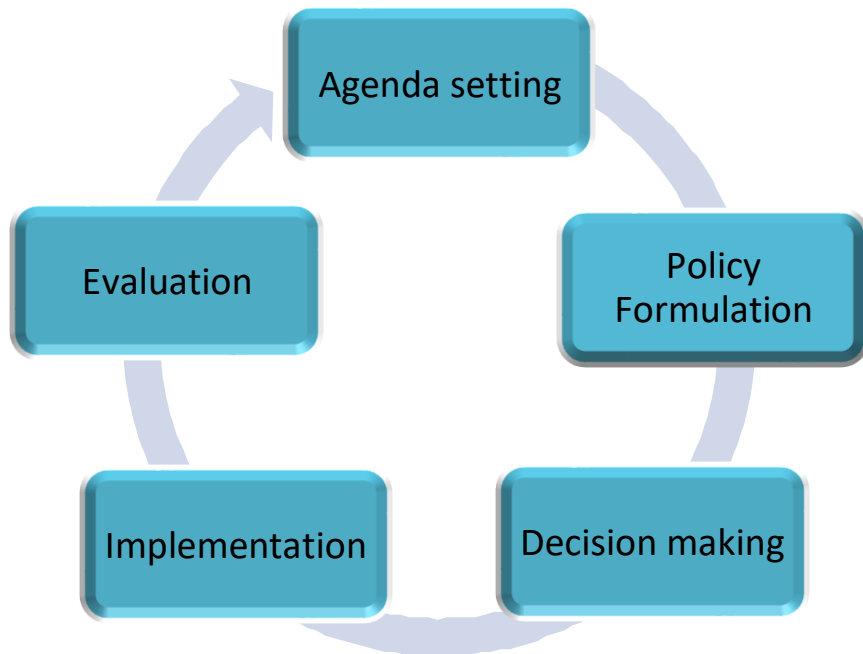 Agenda setting
Policy
Formulation
Decision making
Implementation
Evaluation